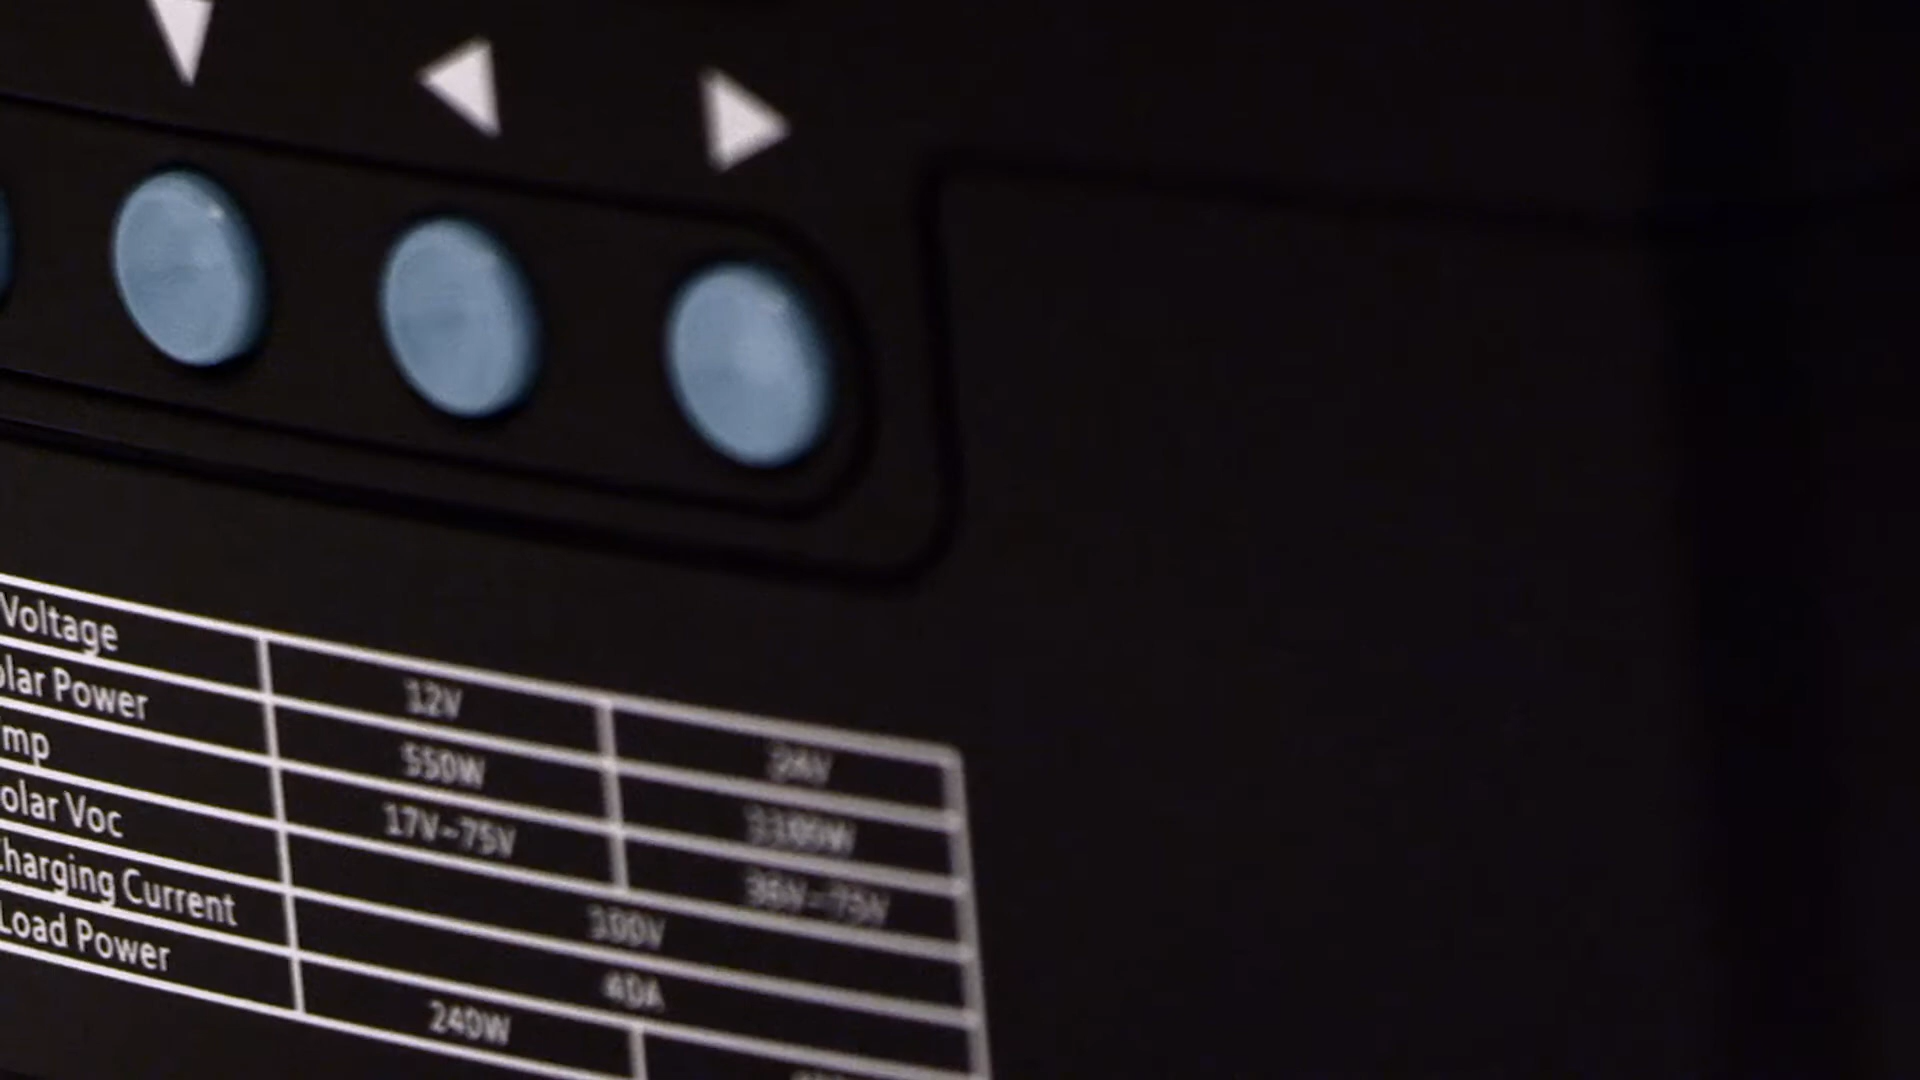 Voltage 12V 24V
olar Power 550W 1100W
mp 17V~75V 36V~75V
olar Voc 100V
Charging Current 40A
Load Power 240W